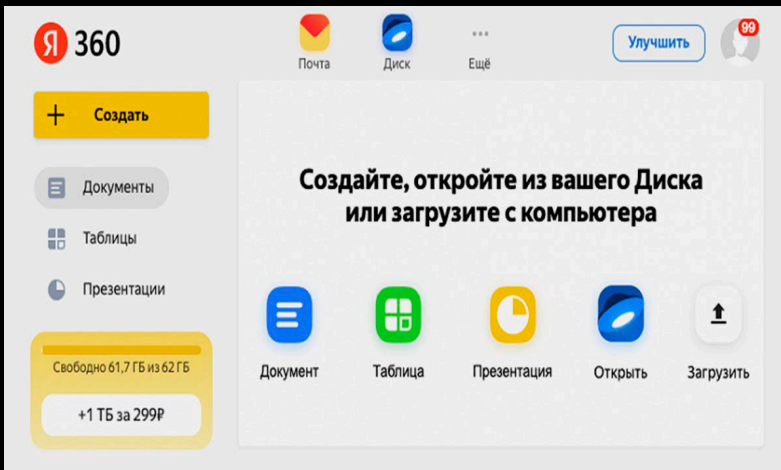 Я 360
Почта
Диск
Ещё
Улучшить
99
Создать
Документы
Таблицы
Презентации
Свободно 61,7 ГБ из 62 ГБ
+1 ТБ за 299₽
Создайте, откройте из вашего Диска
или загрузите с компьютера
Документ
Таблица
Презентация
Открыть
Загрузить